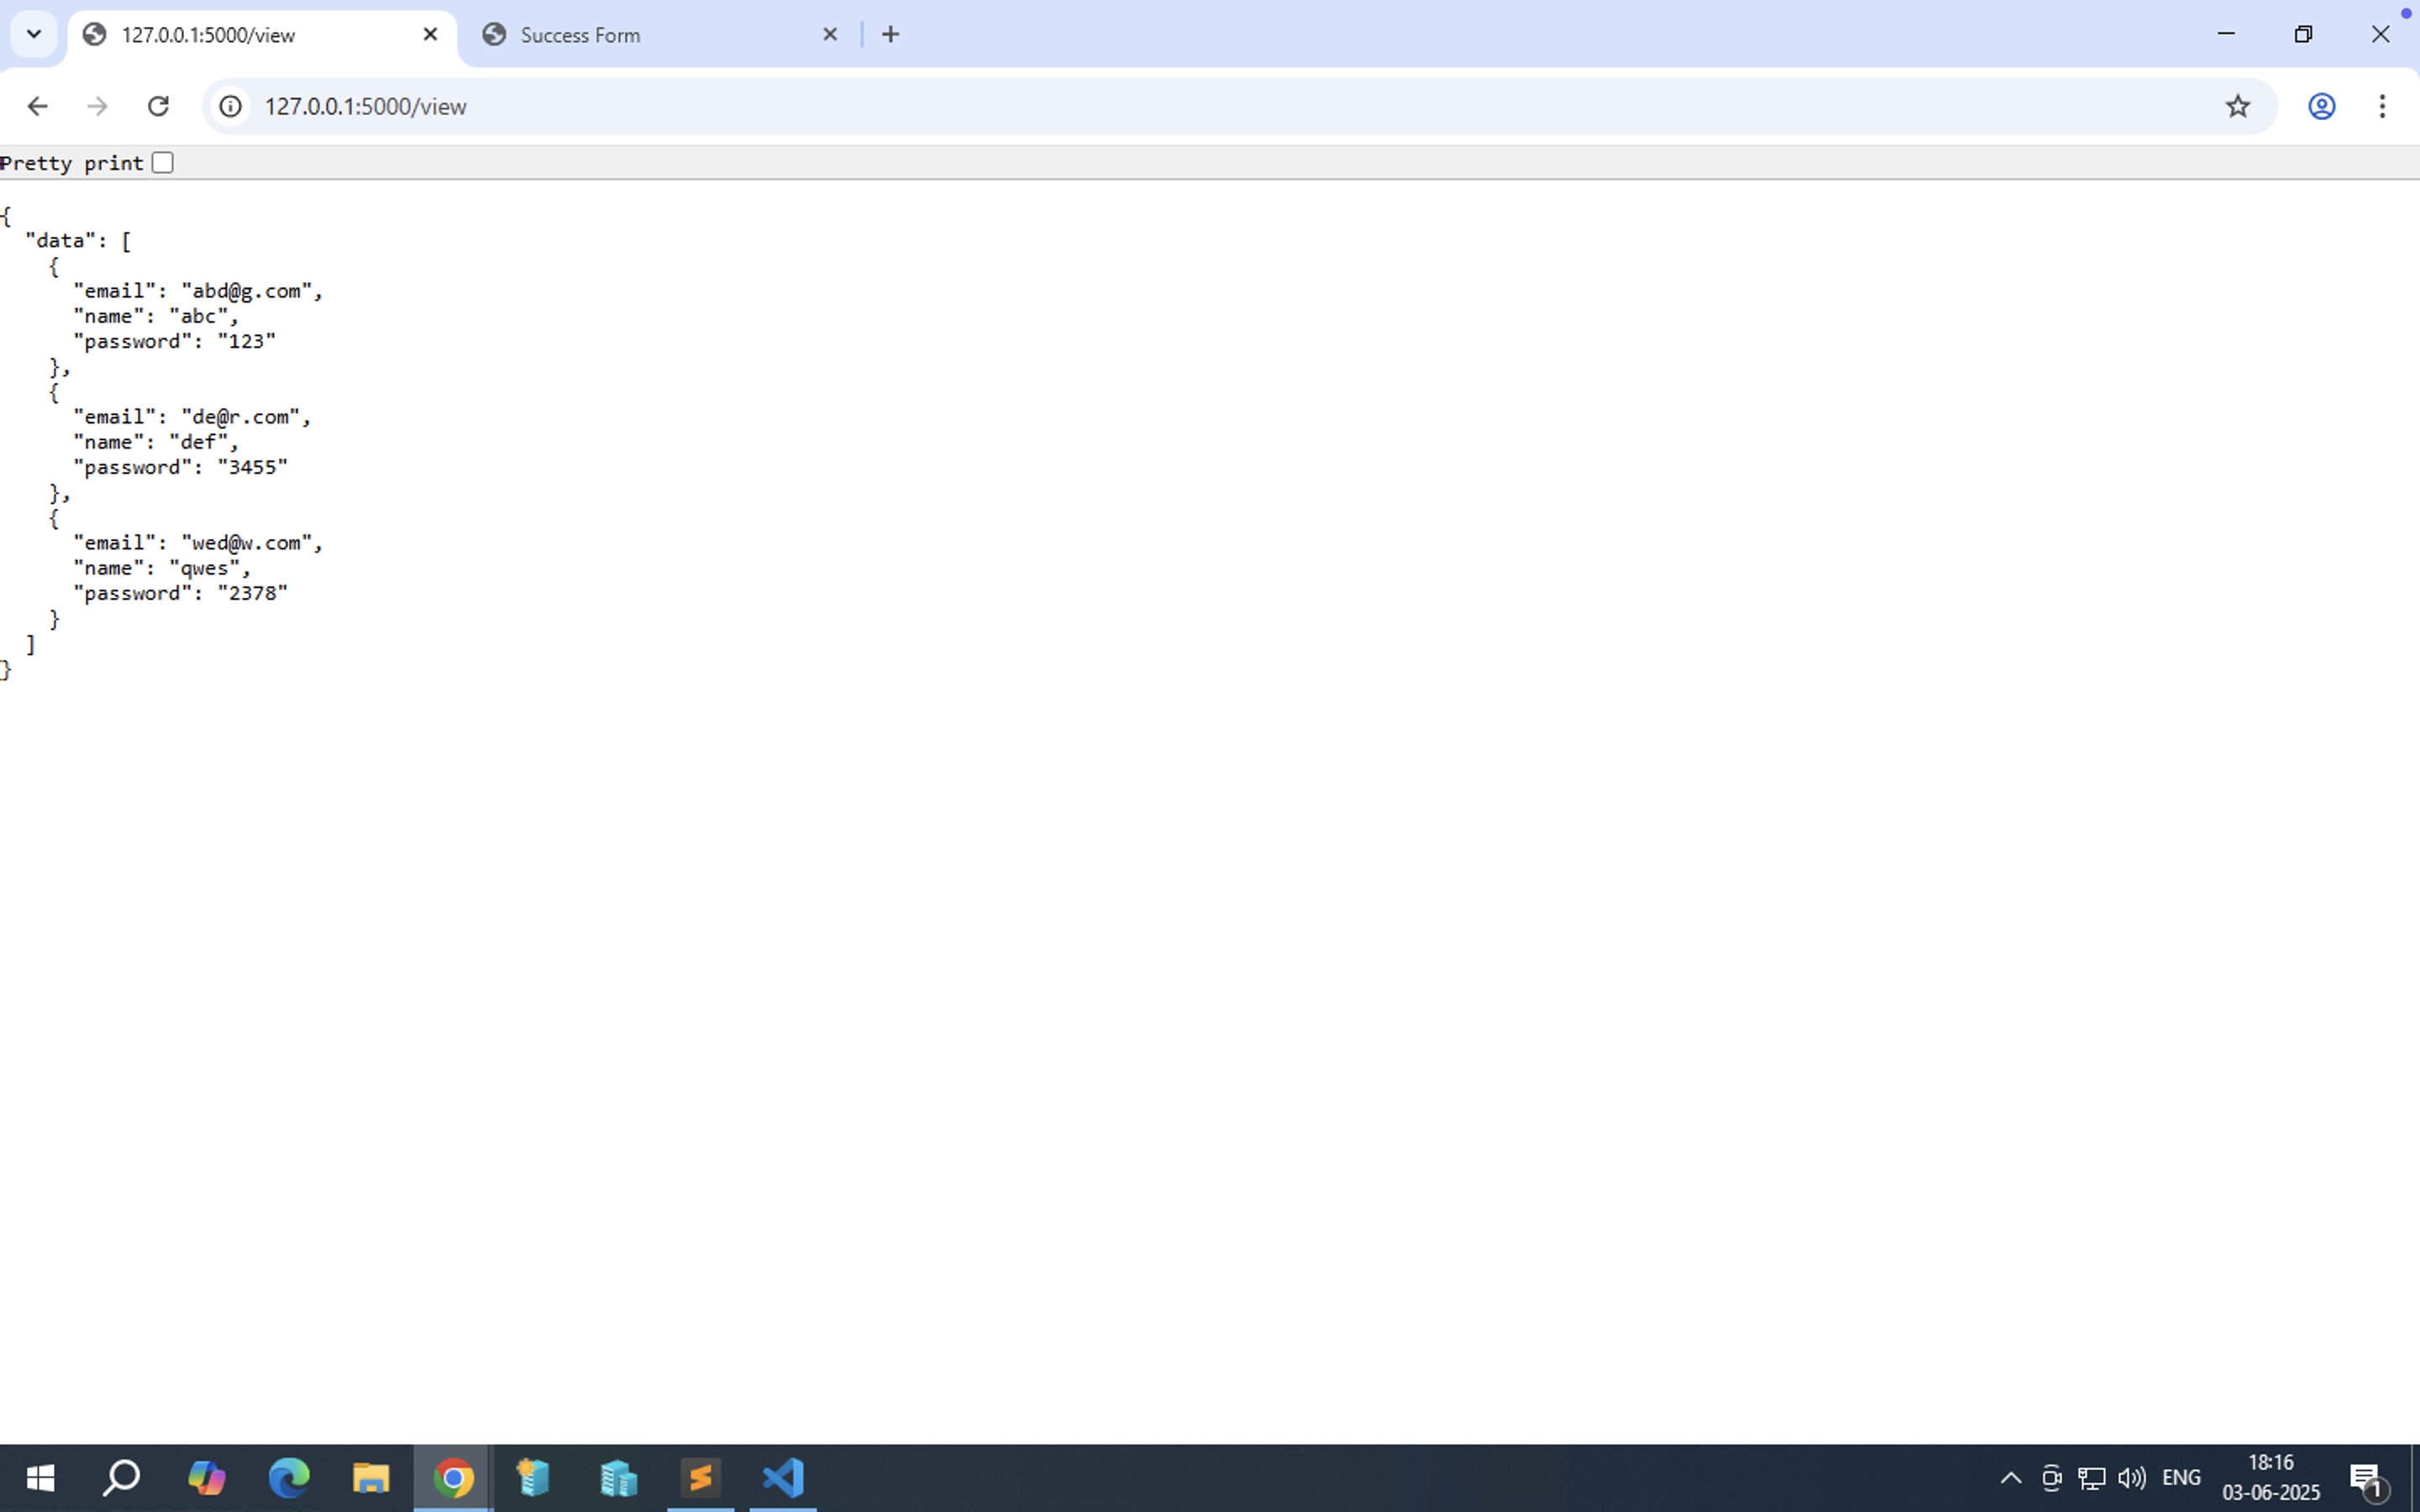 127.0.0.1:5000/view
Success Form
127.0.0.1:5000/view
Pretty print
{
  "data": [
    {
      "email": "abd@g.com",
      "name": "abc",
      "password": "123"
    },
    {
      "email": "de@r.com",
      "name": "def",
      "password": "3455"
    },
    {
      "email": "wed@w.com",
      "name": "qwes",
      "password": "2378"
    }
  ]
}
ENG
18:16
03-06-2025
1